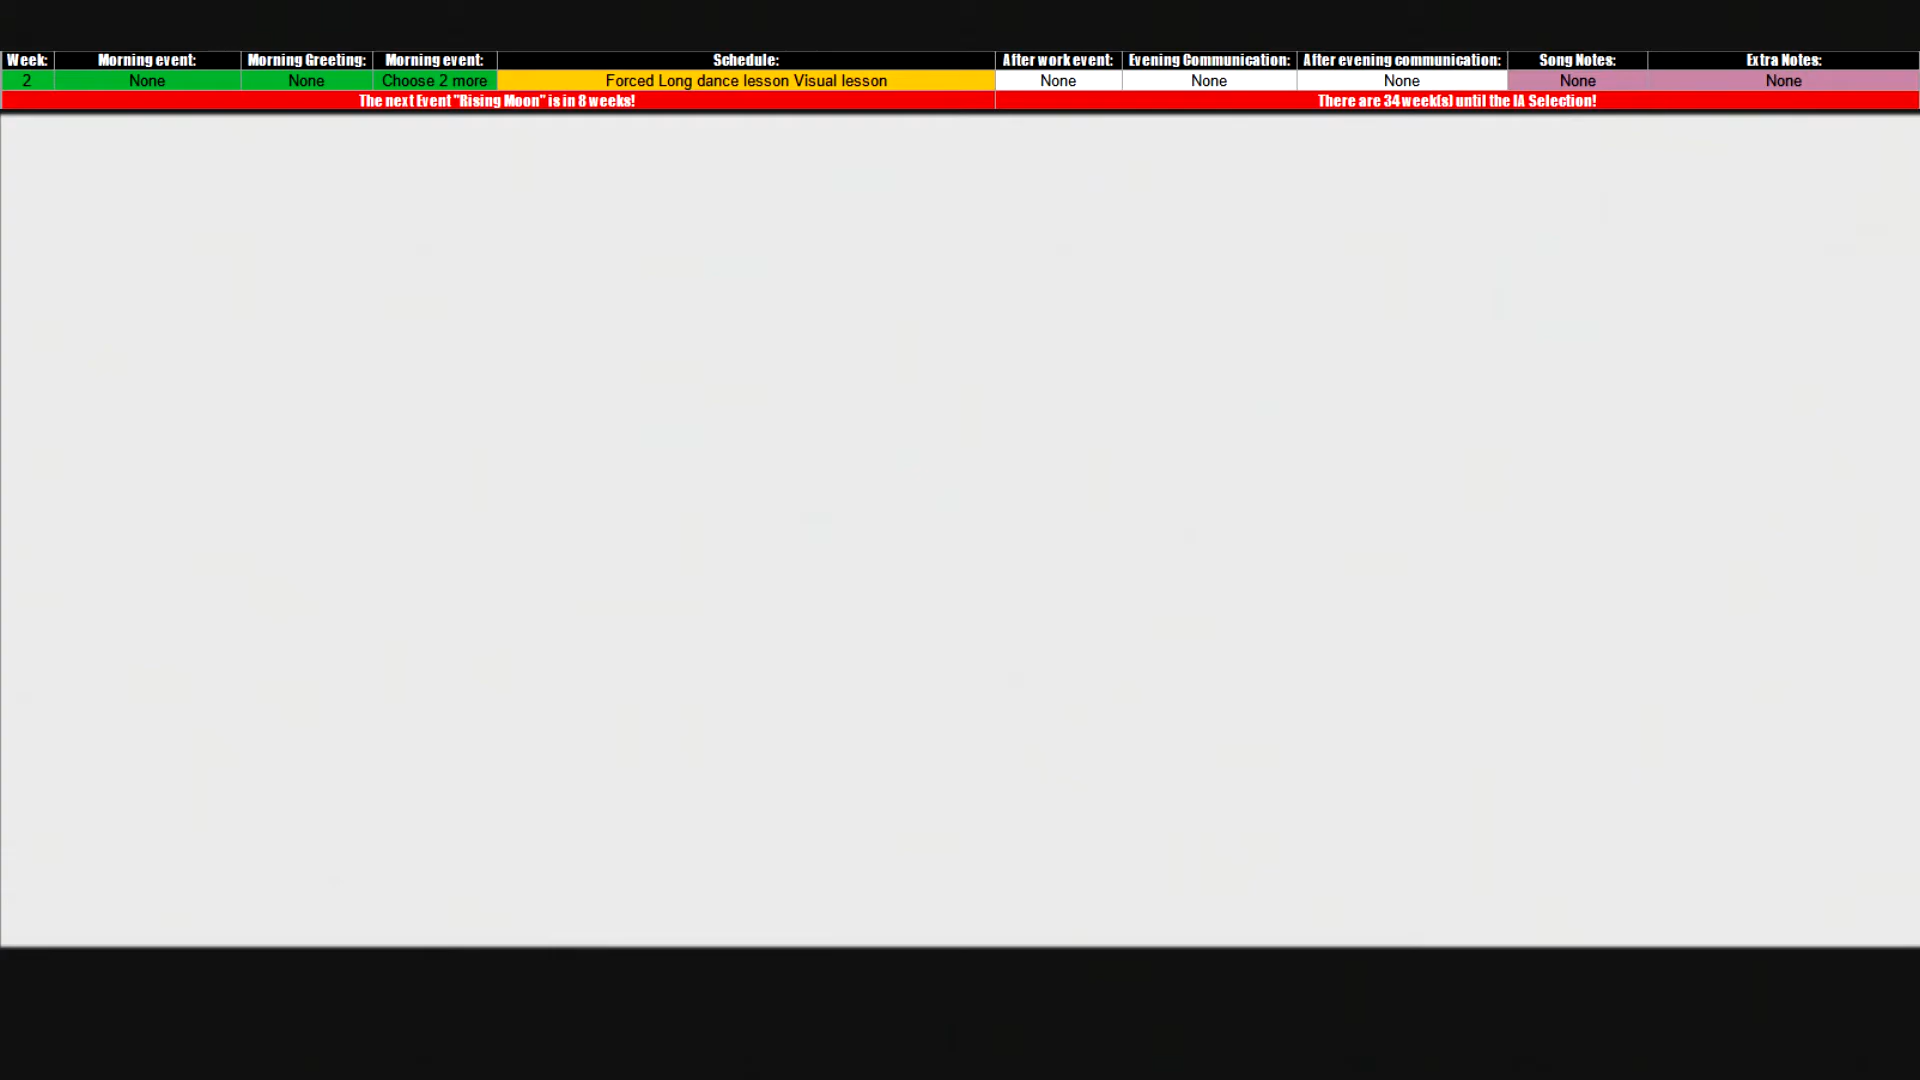 Week: Morning event: Morning Greeting: Morning event: Schedule: After work event: Evening Communication: After evening communication: Song Notes: Extra Notes:
2 None None Choose 2 more Forced Long dance lesson Visual lesson None None None None None
The next Event "Rising Moon" is in 8 weeks! There are 34 week(s) until the IA Selection!